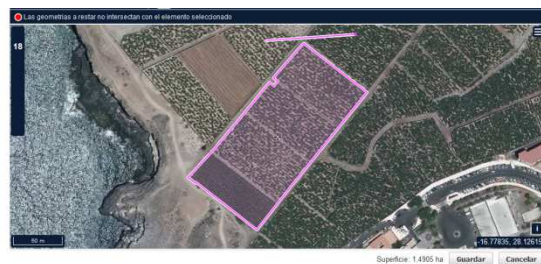 Las geometrias a restar no intersectan con el elemento seleccionado
18
50 m
-16.77835, 28.12615
Superficie: 1.4905 ha
Guardar
Cancelar